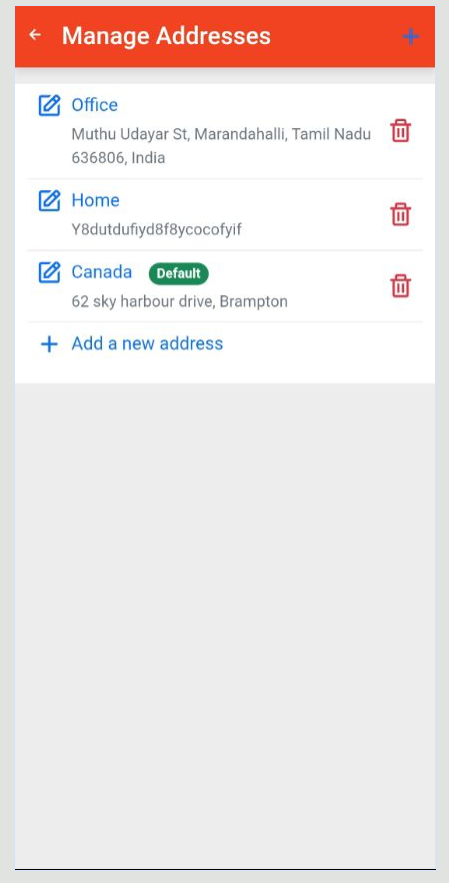 Manage Addresses
Office
Muthu Udayar St, Marandahalli, Tamil Nadu
636806, India
Home
Y8dutdufiyd8f8ycocofyif
Canada Default
62 sky harbour drive, Brampton
Add a new address